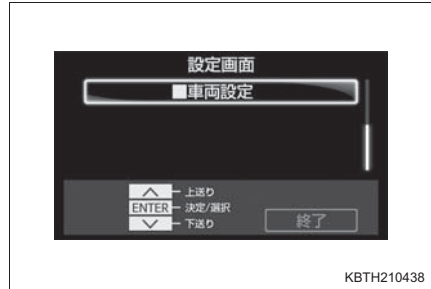 設定画面
■車両設定
上送り
ENTER 決定/選択
下送り
終了
KBTH210438